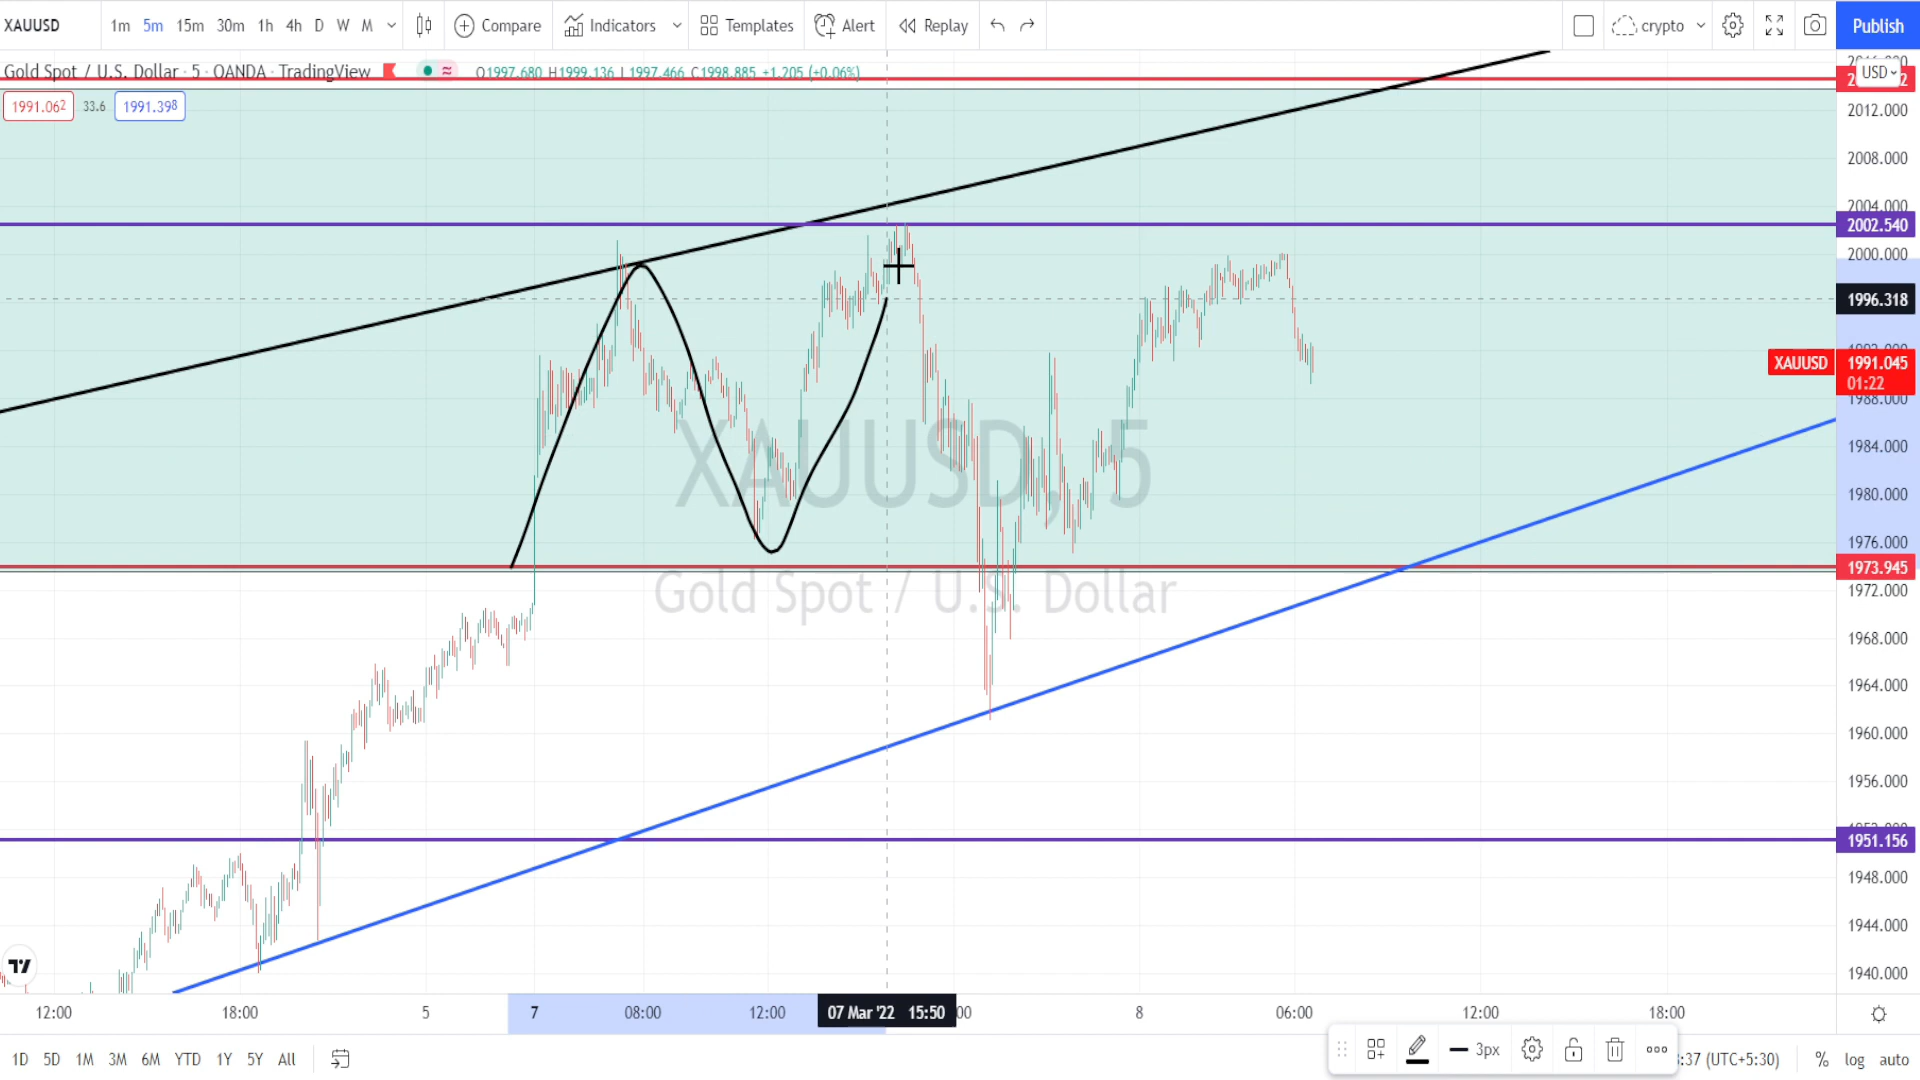 XAUUSD 1m 5m 15m 30m 1h 4h D W M Compare Indicators Templates Alert Replay crypto Publish
Gold Spot / U.S. Dollar · 5 · OANDA · TradingView O1997.680 H1999.136 L1997.466 C1998.885 +1.205 (+0.06%)
USD
1991.062 33.6 1991.398
2012.000
2008.000
2004.000
2002.540
2000.000
1996.318
XAUUSD 1991.045
01:22
1988.000
1984.000
XAUUSD, 5
1980.000
1976.000
1973.945
Gold Spot / U.S. Dollar
1972.000
1968.000
1964.000
1960.000
1956.000
1951.156
1948.000
1944.000
1940.000
12:00 18:00 5 7 08:00 12:00 07 Mar '22 15:50 :00 8 06:00 12:00 18:00
1D 5D 1M 3M 6M YTD 1Y 5Y All 3px :37 (UTC+5:30) % log auto